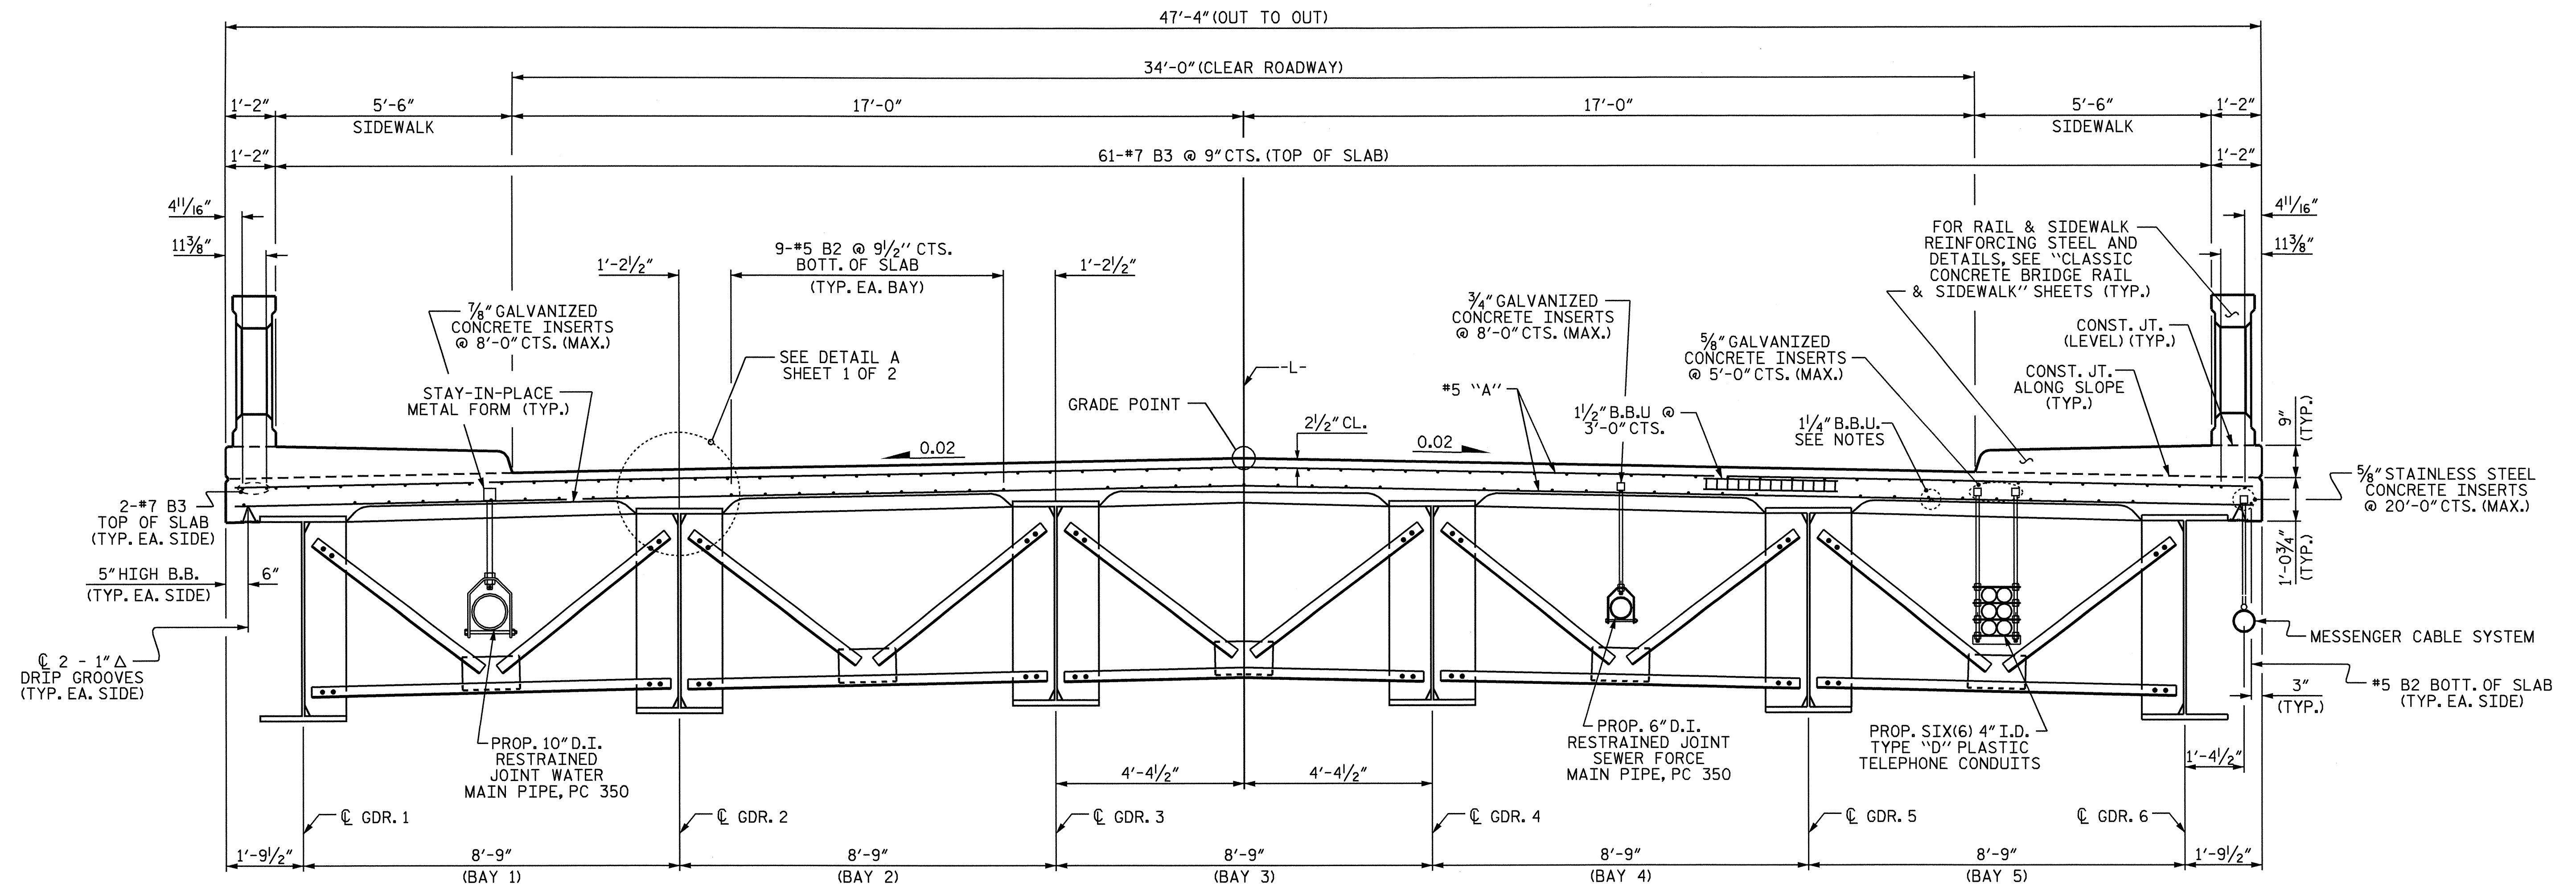 47'-4" (OUT TO OUT)
34'-0" (CLEAR ROADWAY)
1'-2"
5'-6"
SIDEWALK
17'-0"
17'-0"
5'-6"
SIDEWALK
1'-2"
1'-2"
61-#7 B3 @ 9" CTS. (TOP OF SLAB)
1'-2"
4 11/16"
11 3/8"
4 11/16"
11 3/8"
9-#5 B2 @ 9 1/2" CTS.
BOTT. OF SLAB
(TYP. EA. BAY)
1'-2 1/2"
1'-2 1/2"
FOR RAIL & SIDEWALK
REINFORCING STEEL AND
DETAILS, SEE "CLASSIC
CONCRETE BRIDGE RAIL
& SIDEWALK" SHEETS (TYP.)
7/8" GALVANIZED
CONCRETE INSERTS
@ 8'-0" CTS. (MAX.)
3/4" GALVANIZED
CONCRETE INSERTS
@ 8'-0" CTS. (MAX.)
5/8" GALVANIZED
CONCRETE INSERTS
@ 5'-0" CTS. (MAX.)
CONST. JT.
(LEVEL) (TYP.)
CONST. JT.
ALONG SLOPE
(TYP.)
SEE DETAIL A
SHEET 1 OF 2
-L-
STAY-IN-PLACE
METAL FORM (TYP.)
GRADE POINT
#5 "A"
2 1/2" CL.
1 1/2" B.B.U @
3'-0" CTS.
1 1/4" B.B.U.
SEE NOTES
0.02
0.02
9"
(TYP.)
1'-0 3/4"
(TYP.)
5/8" STAINLESS STEEL
CONCRETE INSERTS
@ 20'-0" CTS. (MAX.)
2-#7 B3
TOP OF SLAB
(TYP. EA. SIDE)
5" HIGH B.B.
(TYP. EA. SIDE)
6"
℄ 2 - 1" △
DRIP GROOVES
(TYP. EA. SIDE)
MESSENGER CABLE SYSTEM
#5 B2 BOTT. OF SLAB
(TYP. EA. SIDE)
3"
(TYP.)
PROP. 10" D.I.
RESTRAINED
JOINT WATER
MAIN PIPE, PC 350
PROP. 6" D.I.
RESTRAINED JOINT
SEWER FORCE
MAIN PIPE, PC 350
PROP. SIX(6) 4" I.D.
TYPE "D" PLASTIC
TELEPHONE CONDUITS
1'-4 1/2"
4'-4 1/2"
4'-4 1/2"
℄ GDR. 1
℄ GDR. 2
℄ GDR. 3
℄ GDR. 4
℄ GDR. 5
℄ GDR. 6
1'-9 1/2"
8'-9"
(BAY 1)
8'-9"
(BAY 2)
8'-9"
(BAY 3)
8'-9"
(BAY 4)
8'-9"
(BAY 5)
1'-9 1/2"